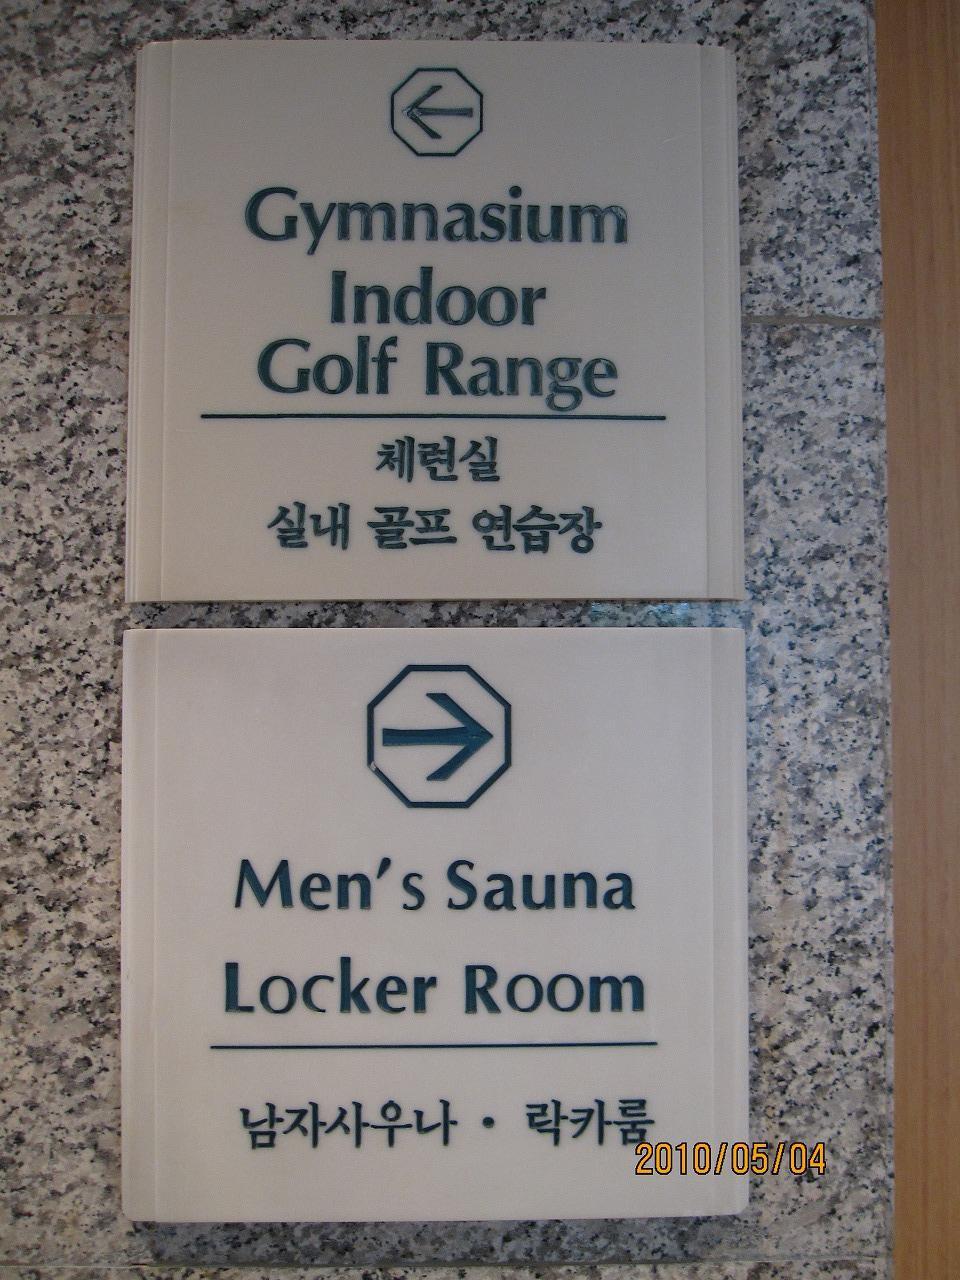 Gymnasium
Indoor
Golf Range
체련실
실내 골프 연습장
Men's Sauna
Locker Room
남자사우나 · 락카룸
2010/05/04